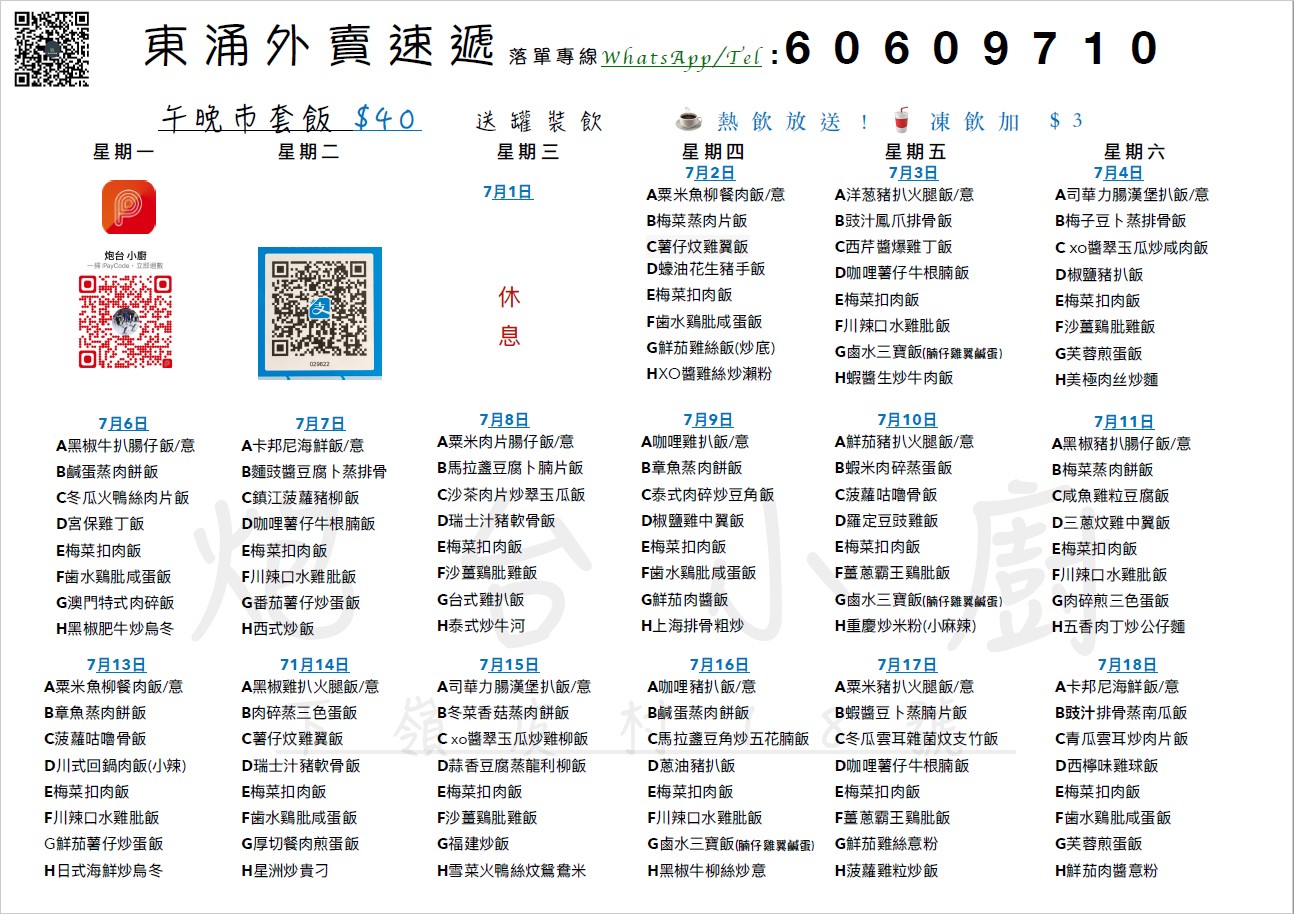 東涌外賣速遞 落單專線WhatsApp/Tel :60609710
午晚市套飯 $40 送罐裝飲 熱飲放送! 凍飲加 $3
星期一 星期二 星期三 星期四 星期五 星期六
炮台 小廚
一掃 PayCode，立即過數
029822
7月1日
休
息
7月2日
A粟米魚柳餐肉飯/意
B梅菜蒸肉片飯
C薯仔炆雞翼飯
D蠔油花生豬手飯
E梅菜扣肉飯
F歯水鷄肶咸蛋飯
G鮮茄雞絲飯(炒底)
HXO醬雞絲炒瀨粉
7月3日
A洋葱豬扒火腿飯/意
B豉汁鳳爪排骨飯
C西芹醬爆雞丁飯
D咖哩薯仔牛根腩飯
E梅菜扣肉飯
F川辣口水雞肶飯
G鹵水三寶飯(腩仔雞翼鹹蛋)
H蝦醬生炒牛肉飯
7月4日
A司華力腸漢堡扒飯/意
B梅子豆卜蒸排骨飯
C xo醬翠玉瓜炒咸肉飯
D椒鹽豬扒飯
E梅菜扣肉飯
F沙薑鷄肶雞飯
G芙蓉煎蛋飯
H美極肉丝炒麵
7月6日
A黑椒牛扒腸仔飯/意
B鹹蛋蒸肉餅飯
C冬瓜火鴨絲肉片飯
D宮保雞丁飯
E梅菜扣肉飯
F歯水鷄肶咸蛋飯
G澳門特式肉碎飯
H黑椒肥牛炒烏冬
7月7日
A卡邦尼海鮮飯/意
B麵豉醬豆腐卜蒸排骨
C鎮江菠蘿豬柳飯
D咖哩薯仔牛根腩飯
E梅菜扣肉飯
F川辣口水雞肶飯
G番茄薯仔炒蛋飯
H西式炒飯
7月8日
A粟米肉片腸仔飯/意
B馬拉盞豆腐卜腩片飯
C沙茶肉片炒翠玉瓜飯
D瑞士汁豬軟骨飯
E梅菜扣肉飯
F沙薑鷄肶雞飯
G台式雞扒飯
H泰式炒牛河
7月9日
A咖哩雞扒飯/意
B章魚蒸肉餅飯
C泰式肉碎炒豆角飯
D椒鹽雞中翼飯
E梅菜扣肉飯
F歯水鷄肶咸蛋飯
G鮮茄肉醬飯
H上海排骨粗炒
7月10日
A鮮茄豬扒火腿飯/意
B蝦米肉碎蒸蛋飯
C菠蘿咕嚕骨飯
D羅定豆豉雞飯
E梅菜扣肉飯
F薑蔥霸王鷄肶飯
G鹵水三寶飯(腩仔雞翼鹹蛋)
H重慶炒米粉(小麻辣)
7月11日
A黑椒豬扒腸仔飯/意
B梅菜蒸肉餅飯
C咸魚雞粒豆腐飯
D三蔥炆雞中翼飯
E梅菜扣肉飯
F川辣口水雞肶飯
G肉碎煎三色蛋飯
H五香肉丁炒公仔麵
7月13日
A粟米魚柳餐肉飯/意
B章魚蒸肉餅飯
C菠蘿咕嚕骨飯
D川式回鍋肉飯(小辣)
E梅菜扣肉飯
F川辣口水雞肶飯
G鮮茄薯仔炒蛋飯
H日式海鮮炒烏冬
71月14日
A黑椒雞扒火腿飯/意
B肉碎蒸三色蛋飯
C薯仔炆雞翼飯
D瑞士汁豬軟骨飯
E梅菜扣肉飯
F歯水鷄肶咸蛋飯
G厚切餐肉煎蛋飯
H星洲炒貴刁
7月15日
A司華力腸漢堡扒飯/意
B冬菜香菇蒸肉餅飯
C xo醬翠玉瓜炒雞柳飯
D蒜香豆腐蒸龍利柳飯
E梅菜扣肉飯
F沙薑鷄肶雞飯
G福建炒飯
H雪菜火鴨絲炆鴛鴦米
7月16日
A咖哩豬扒飯/意
B鹹蛋蒸肉餅飯
C馬拉盞豆角炒五花腩飯
D蔥油豬扒飯
E梅菜扣肉飯
F川辣口水雞肶飯
G鹵水三寶飯(腩仔雞翼鹹蛋)
H黑椒牛柳絲炒意
7月17日
A粟米豬扒火腿飯/意
B蝦醬豆卜蒸腩片飯
C冬瓜雲耳雜菌炆支竹飯
D咖哩薯仔牛根腩飯
E梅菜扣肉飯
F薑蔥霸王鷄肶飯
G鮮茄雞絲意粉
H菠蘿雞粒炒飯
7月18日
A卡邦尼海鮮飯/意
B豉汁排骨蒸南瓜飯
C青瓜雲耳炒肉片飯
D西檸味雞球飯
E梅菜扣肉飯
F歯水鷄肶咸蛋飯
G芙蓉煎蛋飯
H鮮茄肉醬意粉
炮台小廚
下嶺皮村18號